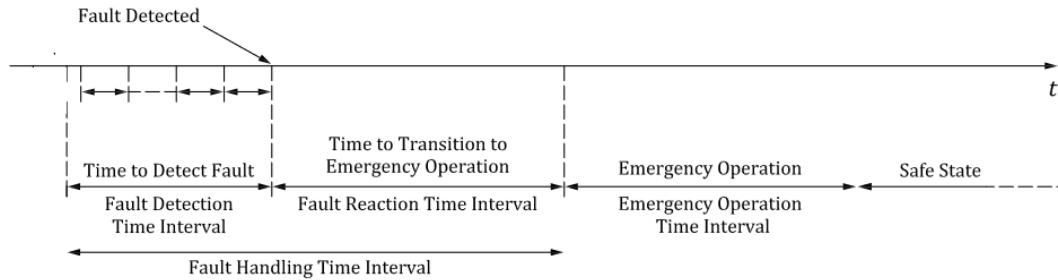 Fault Detected
t
Time to Transition to
Emergency Operation
Time to Detect Fault
Emergency Operation
Safe State
Fault Detection
Time Interval
Fault Reaction Time Interval
Emergency Operation
Time Interval
Fault Handling Time Interval